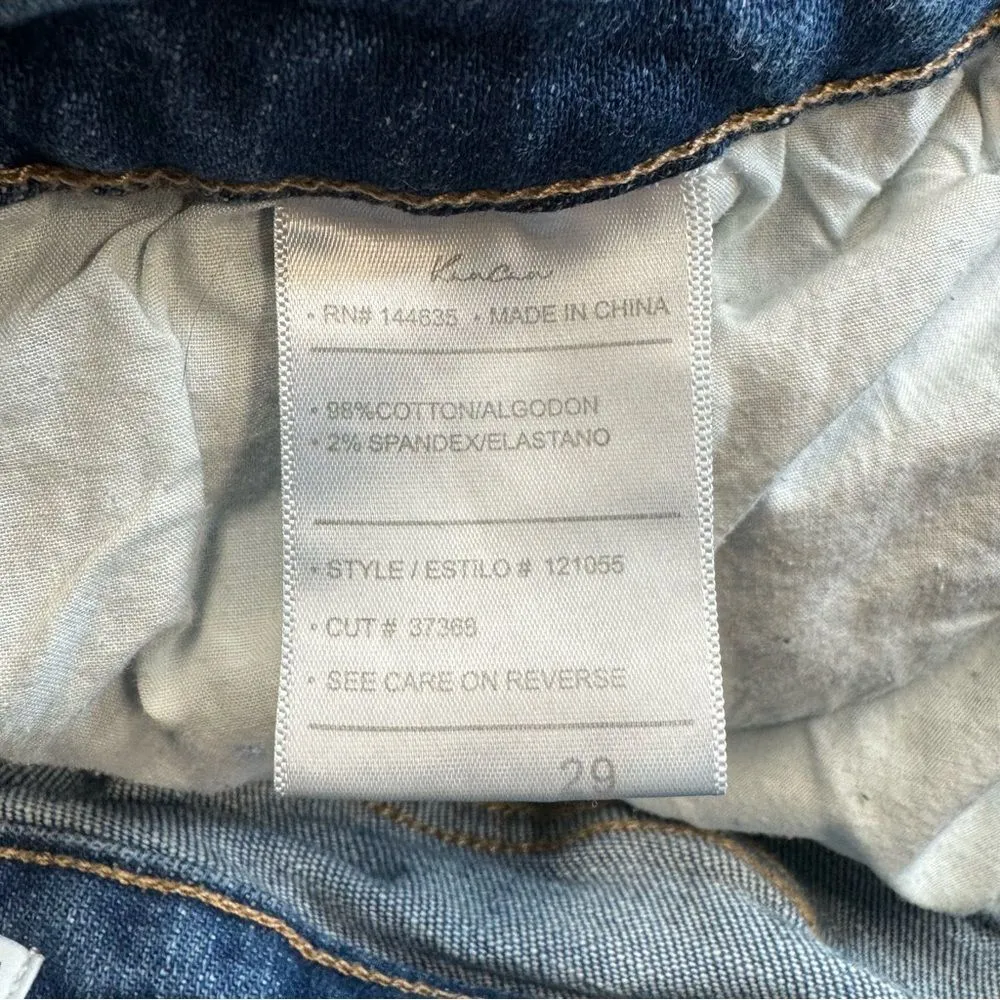 KanCan
• RN# 144635 • MADE IN CHINA
• 98%COTTON/ALGODON
• 2% SPANDEX/ELASTANO
• STYLE / ESTILO # 121055
• CUT # 37368
• SEE CARE ON REVERSE
29